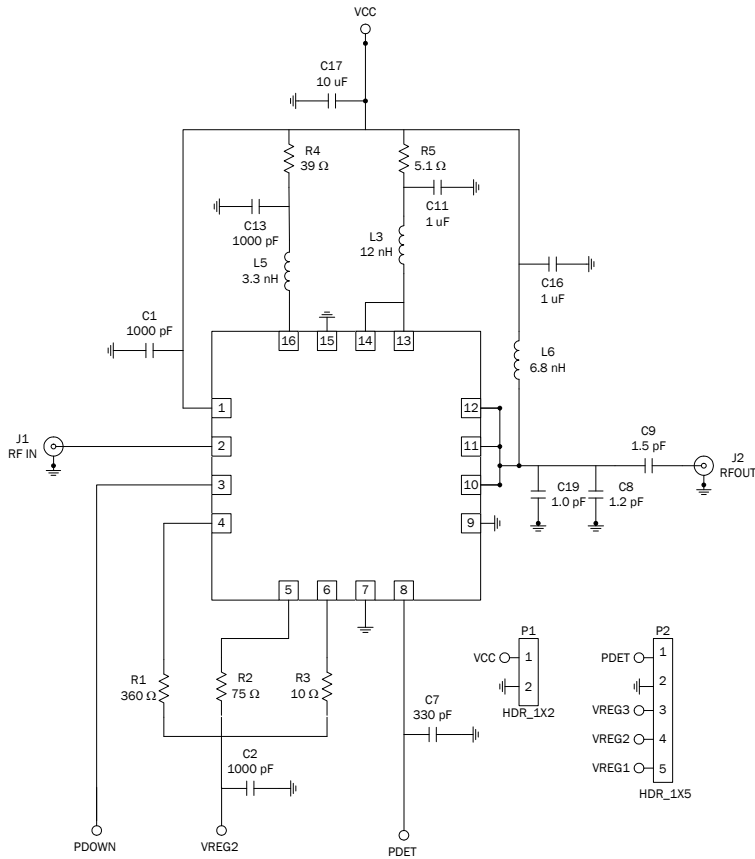 VCC
C17
10 uF
R4
39 Ω
R5
5.1 Ω
C13
1000 pF
C11
1 uF
L3
12 nH
L5
3.3 nH
C16
1 uF
C1
1000 pF
16
15
14
13
L6
6.8 nH
1
12
J1
RF IN
2
11
C9
1.5 pF
J2
RFOUT
3
10
C19
1.0 pF
C8
1.2 pF
4
9
5
6
7
8
P1
VCC
1
2
HDR_1X2
P2
PDET
1
2
VREG3
3
VREG2
4
VREG1
5
HDR_1X5
R1
360 Ω
R2
75 Ω
R3
10 Ω
C7
330 pF
C2
1000 pF
PDOWN
VREG2
PDET